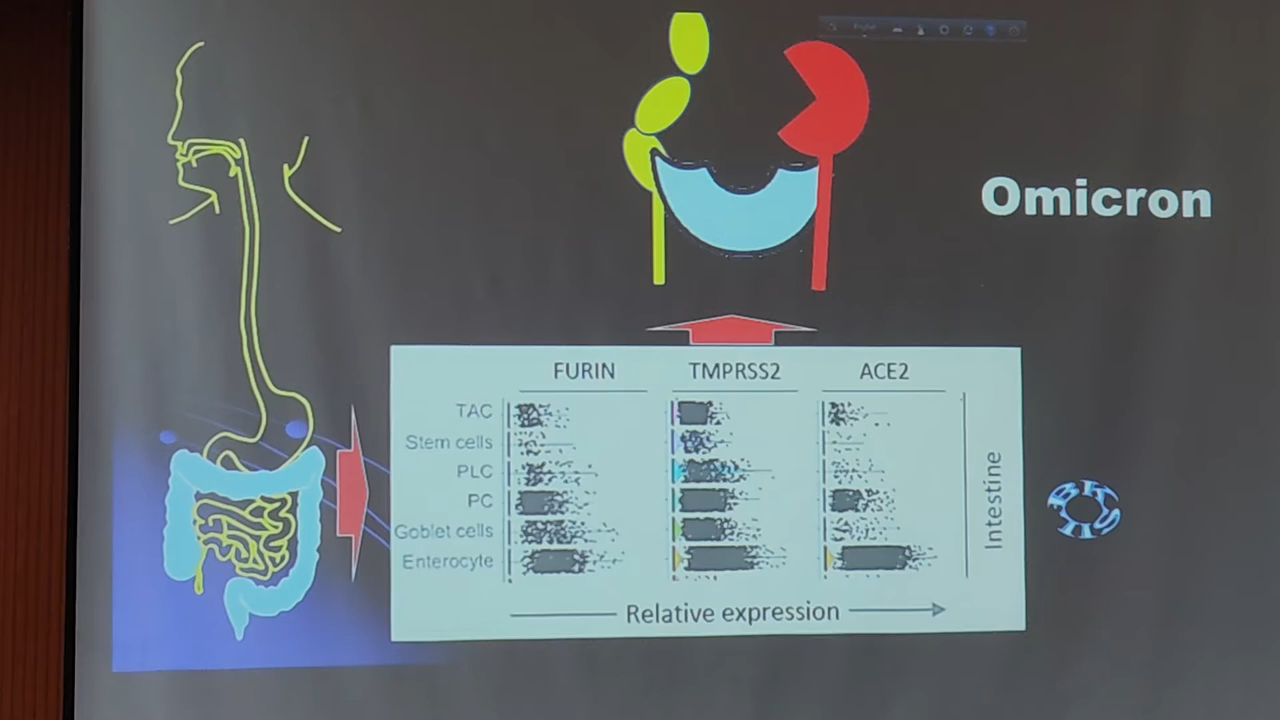 Omicron
FURIN TMPRSS2 ACE2
TAC
Stem cells
PLC
PC
Goblet cells
Enterocyte
Intestine
Relative expression